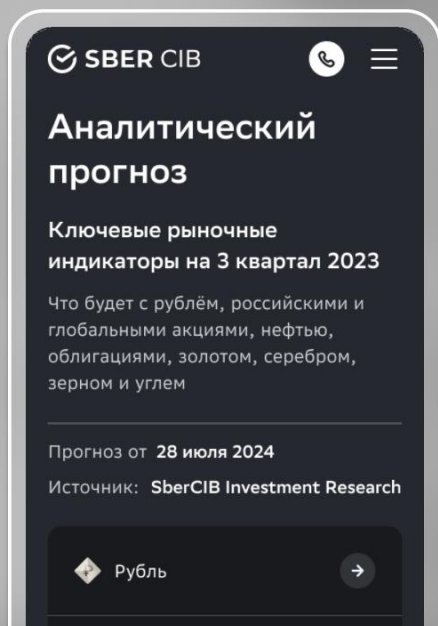 SBER CIB
Аналитический
прогноз
Ключевые рыночные
индикаторы на 3 квартал 2023
Что будет с рублём, российскими и
глобальными акциями, нефтью,
облигациями, золотом, серебром,
зерном и углем
Прогноз от 28 июля 2024
Источник: SberCIB Investment Research
Рубль